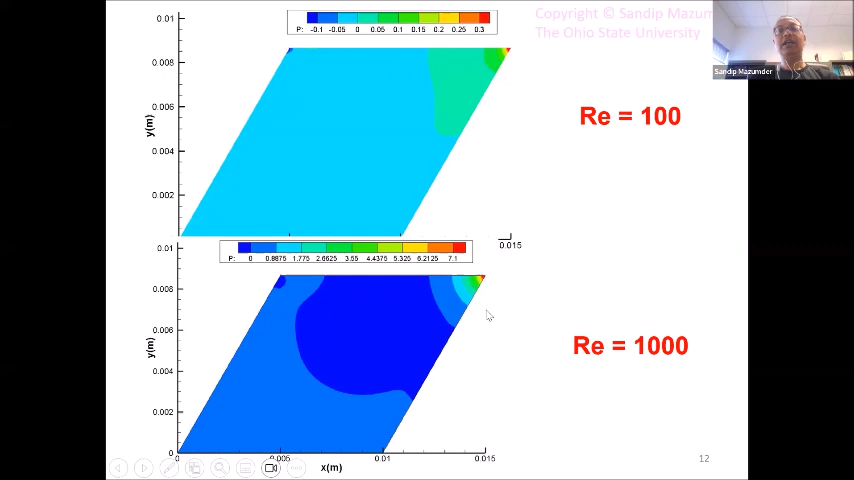 Copyright © Sandip Mazum
The Ohio State University
Sandip Mazumder
P: -0.1 -0.05 0 0.05 0.1 0.15 0.2 0.25 0.3
0.01
0.008
0.006
0.004
0.002
y(m)
Re = 100
0.015
P: 0 0.8875 1.775 2.6625 3.55 4.4375 5.325 6.2125 7.1
0.01
0.008
0.006
0.004
0.002
0
y(m)
Re = 1000
0 0.005 0.01 0.015
x(m)
12